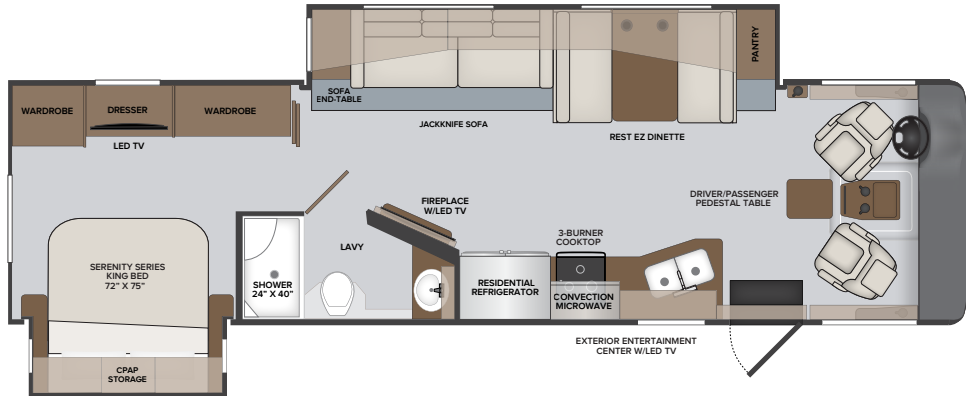 PANTRY
SOFA
END-TABLE
WARDROBE
DRESSER
WARDROBE
LED TV
JACKKNIFE SOFA
REST EZ DINETTE
DRIVER/PASSENGER
PEDESTAL TABLE
FIREPLACE
W/LED TV
3-BURNER
COOKTOP
LAVY
SERENITY SERIES
KING BED
72" X 75"
SHOWER
24" X 40"
RESIDENTIAL
REFRIGERATOR
CONVECTION
MICROWAVE
EXTERIOR ENTERTAINMENT
CENTER W/LED TV
CPAP
STORAGE